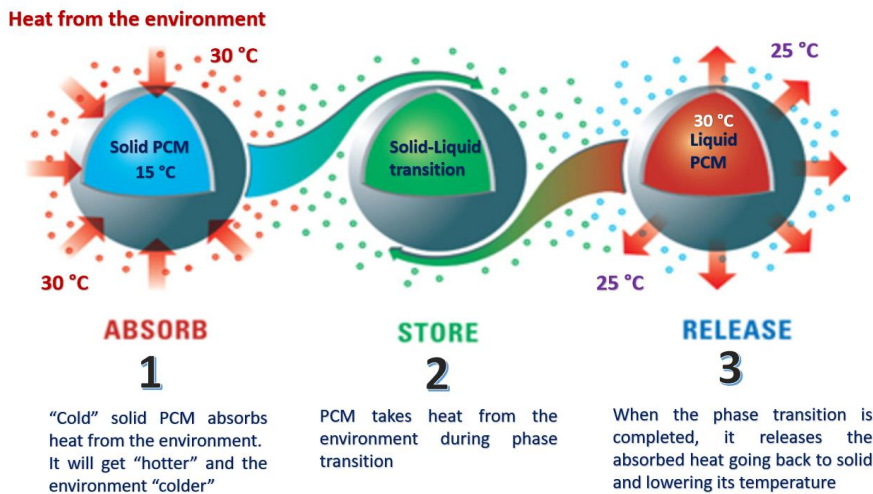 Heat from the environment
30 °C
25 °C
Solid PCM
15 °C
Solid-Liquid
transition
30 °C
Liquid
PCM
30 °C
25 °C
ABSORB
STORE
RELEASE
1
2
3
“Cold” solid PCM absorbs
heat from the environment.
It will get “hotter” and the
environment “colder”
PCM takes heat from the
environment during phase
transition
When the phase transition is
completed, it releases the
absorbed heat going back to solid
and lowering its temperature